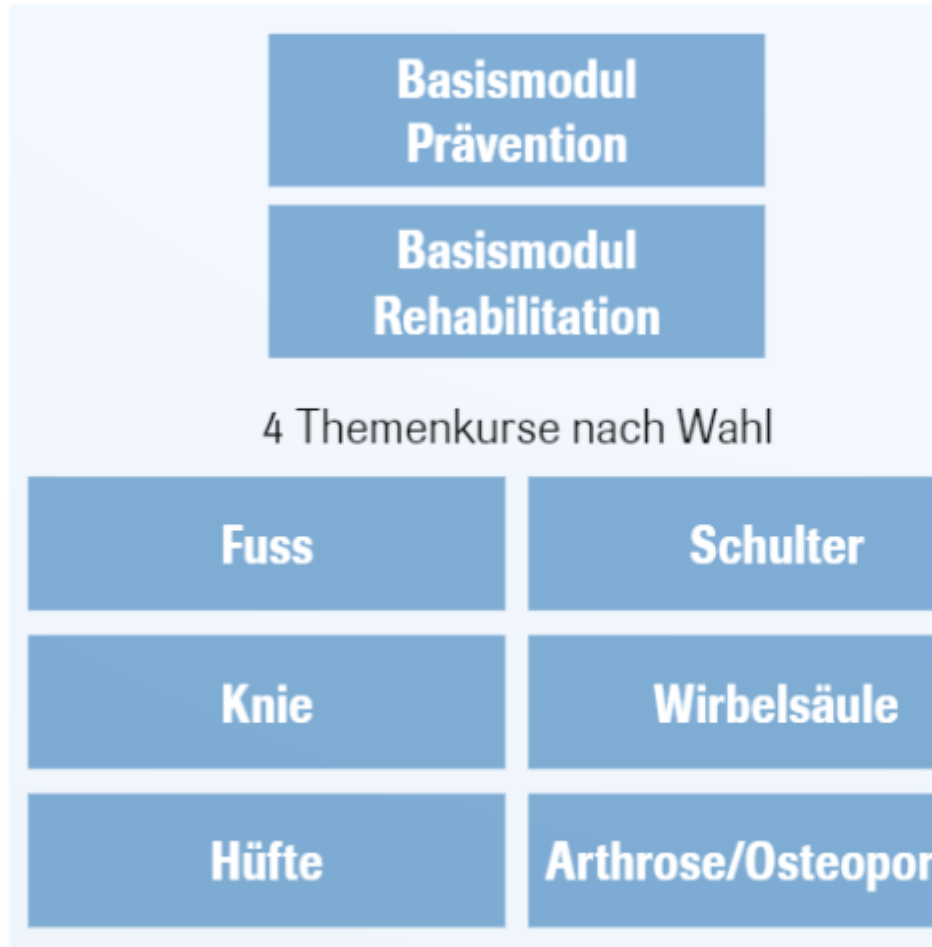 Basismodul
Prävention
Basismodul
Rehabilitation
4 Themenkurse nach Wahl
Fuss
Schulter
Knie
Wirbelsäule
Hüfte
Arthrose/Osteopor